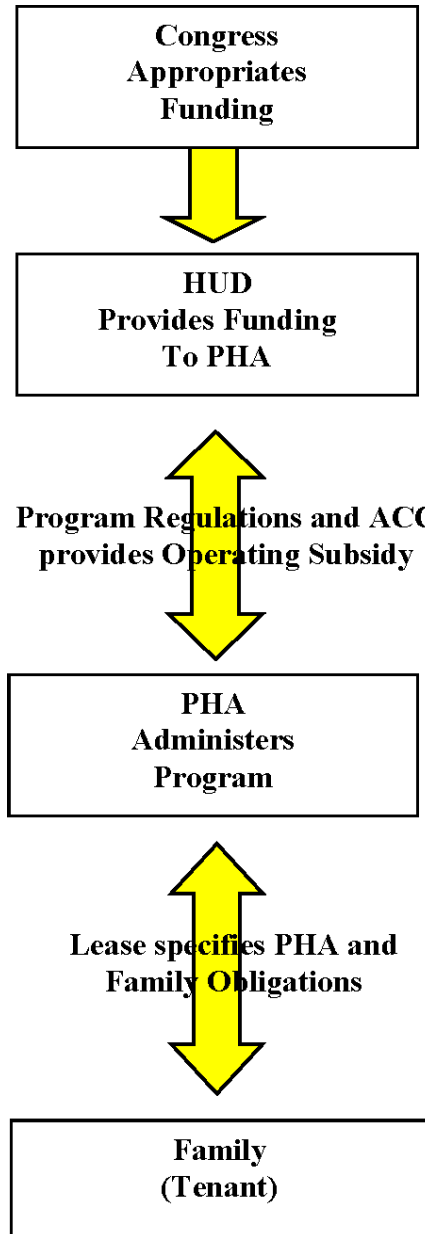 Congress
Appropriates
Funding
HUD
Provides Funding
To PHA
Program Regulations and ACC
provides Operating Subsidy
PHA
Administers
Program
Lease specifies PHA and
Family Obligations
Family
(Tenant)